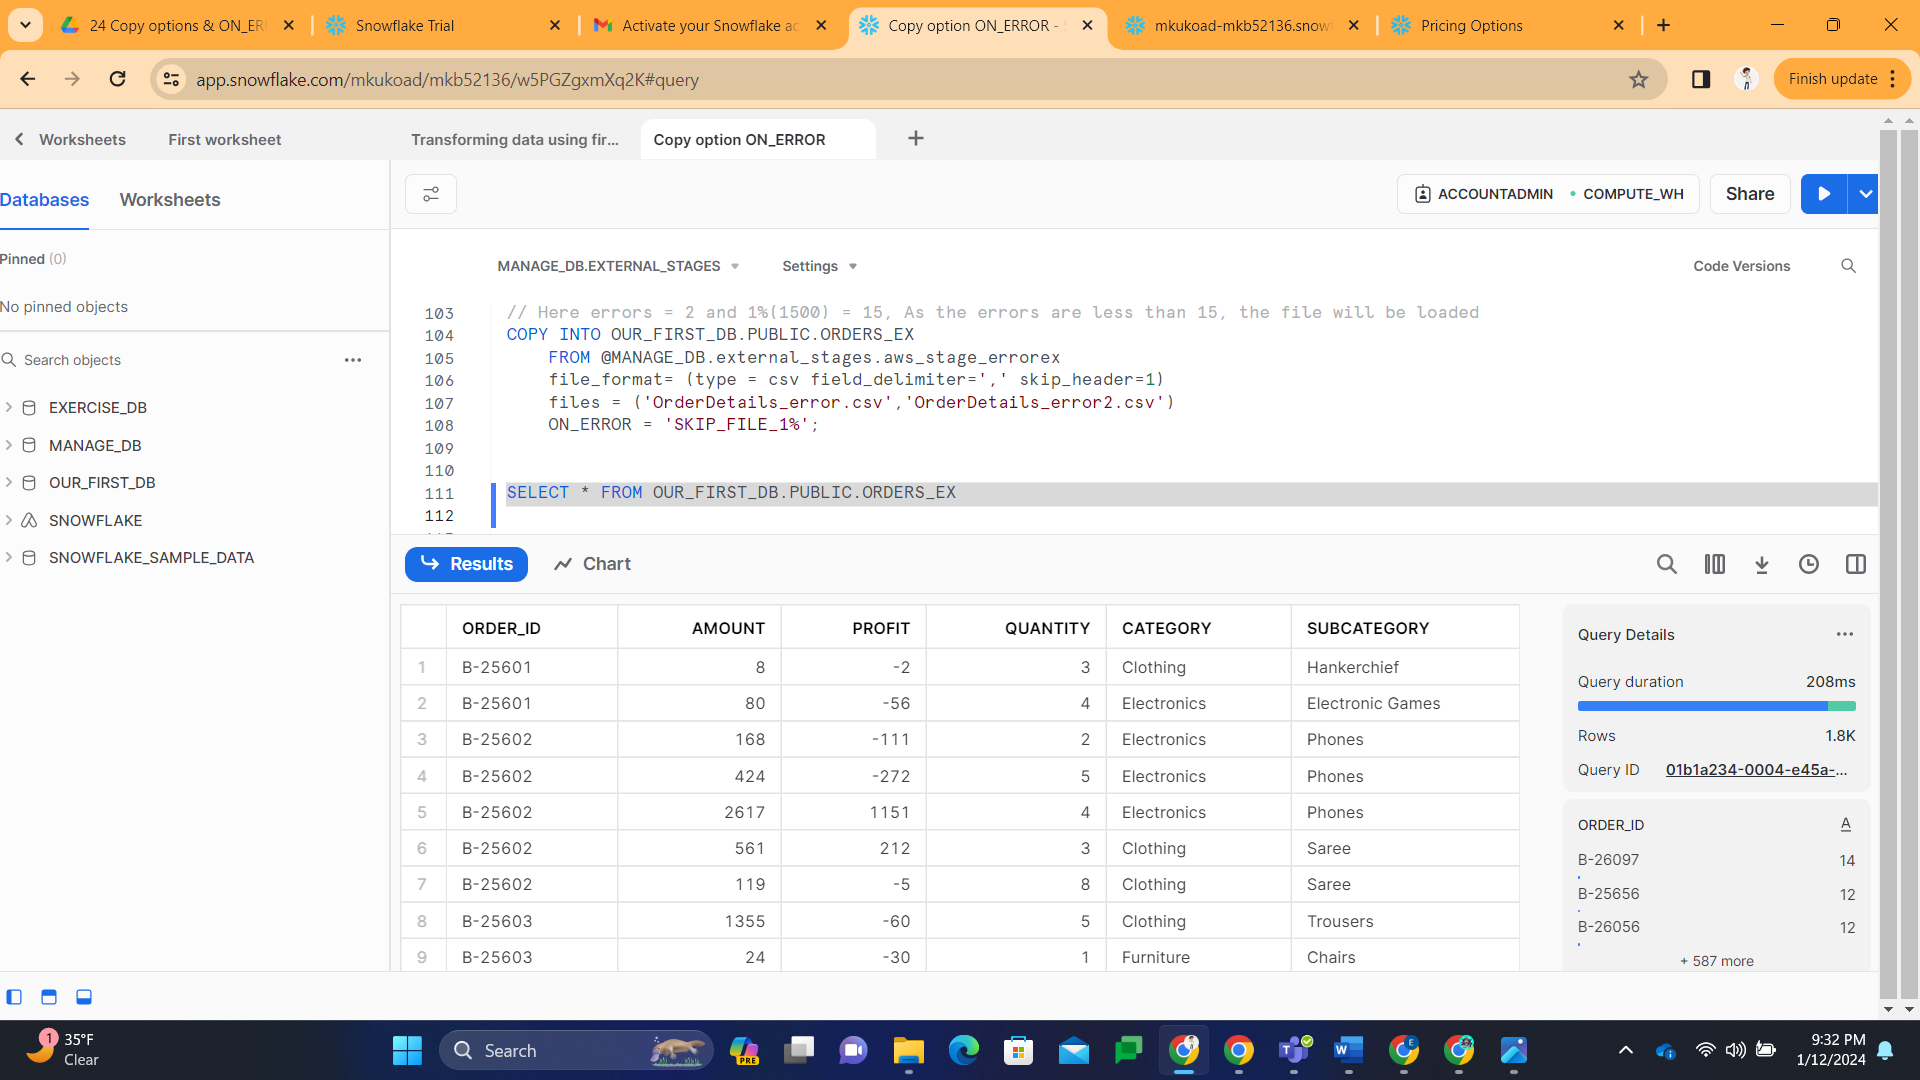 24 Copy options & ON_ER
Snowflake Trial
Activate your Snowflake ac
Copy option ON_ERROR - S
mkukoad-mkb52136.snow
Pricing Options
app.snowflake.com/mkukoad/mkb52136/w5PGZgxmXq2K#query
Finish update
Worksheets
First worksheet
Transforming data using fir...
Copy option ON_ERROR
Databases
Worksheets
ACCOUNTADMIN
COMPUTE_WH
Share
Pinned (0)
No pinned objects
Search objects
EXERCISE_DB
MANAGE_DB
OUR_FIRST_DB
SNOWFLAKE
SNOWFLAKE_SAMPLE_DATA
MANAGE_DB.EXTERNAL_STAGES
Settings
Code Versions
103 // Here errors = 2 and 1%(1500) = 15, As the errors are less than 15, the file will be loaded
104 COPY INTO OUR_FIRST_DB.PUBLIC.ORDERS_EX
105 FROM @MANAGE_DB.external_stages.aws_stage_errorex
106 file_format= (type = csv field_delimiter=',' skip_header=1)
107 files = ('OrderDetails_error.csv','OrderDetails_error2.csv')
108 ON_ERROR = 'SKIP_FILE_1%';
109
110
111 SELECT * FROM OUR_FIRST_DB.PUBLIC.ORDERS_EX
112
Results
Chart
ORDER_ID AMOUNT PROFIT QUANTITY CATEGORY SUBCATEGORY
1 B-25601 8 -2 3 Clothing Hankerchief
2 B-25601 80 -56 4 Electronics Electronic Games
3 B-25602 168 -111 2 Electronics Phones
4 B-25602 424 -272 5 Electronics Phones
5 B-25602 2617 1151 4 Electronics Phones
6 B-25602 561 212 3 Clothing Saree
7 B-25602 119 -5 8 Clothing Saree
8 B-25603 1355 -60 5 Clothing Trousers
9 B-25603 24 -30 1 Furniture Chairs
Query Details
Query duration 208ms
Rows 1.8K
Query ID 01b1a234-0004-e45a-...
ORDER_ID A
B-26097 14
B-25656 12
B-26056 12
+ 587 more
1
35°F
Clear
Search
PRE
9:32 PM
1/12/2024